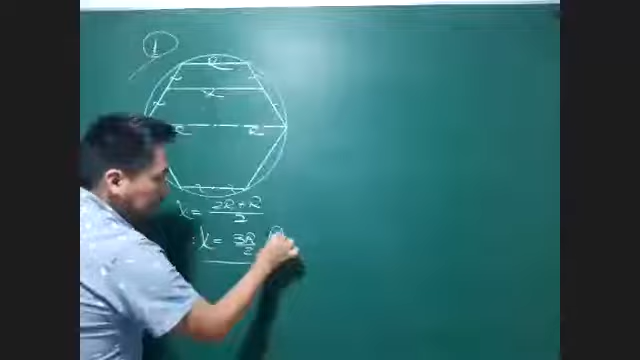 1
R
x
R R
x = 2R + R / 2
x = 3R / 2